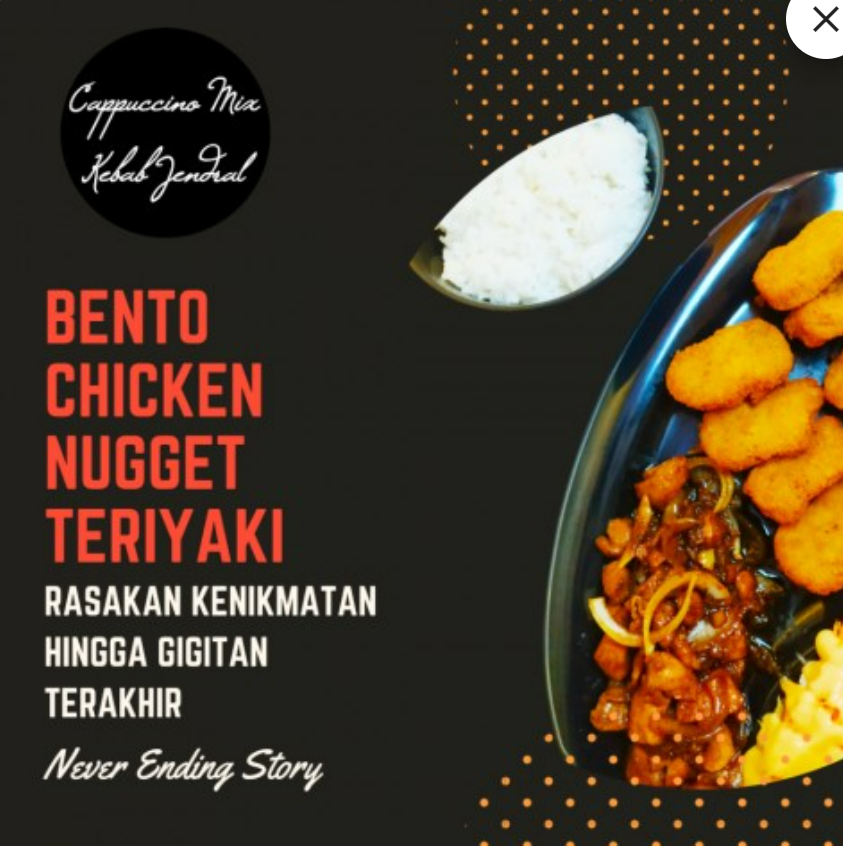 Cappuccino Mix
Kebab Jendral
BENTO
CHICKEN
NUGGET
TERIYAKI
RASAKAN KENIKMATAN
HINGGA GIGITAN
TERAKHIR
Never Ending Story